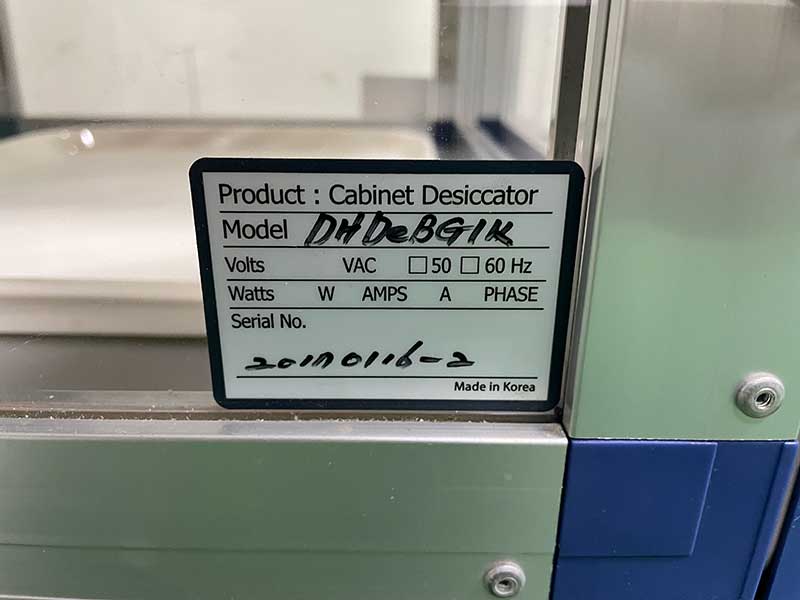 Product : Cabinet Desiccator
Model DHDeBG1K
Volts VAC ☐ 50 ☐ 60 Hz
Watts W AMPS A PHASE
Serial No.
20170116-2
Made in Korea